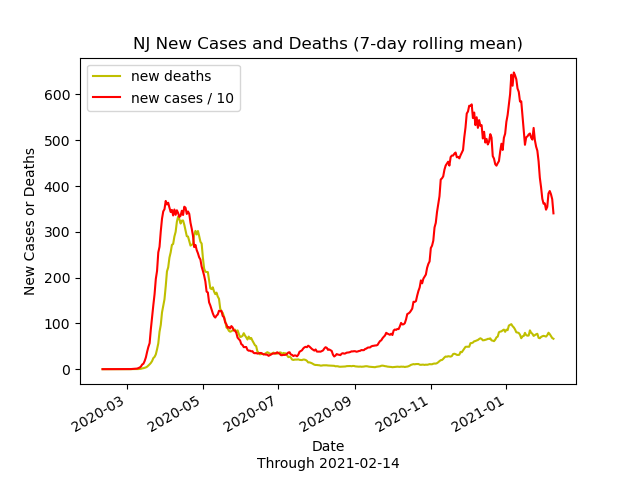 NJ New Cases and Deaths (7-day rolling mean)
new deaths
new cases / 10
New Cases or Deaths
600
500
400
300
200
100
0
2020-03
2020-05
2020-07
2020-09
2020-11
2021-01
Date
Through 2021-02-14